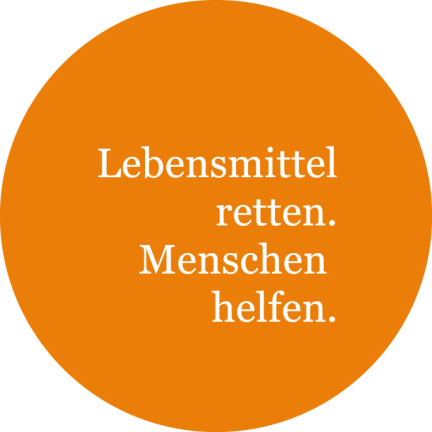 Lebensmittel
retten.
Menschen
helfen.